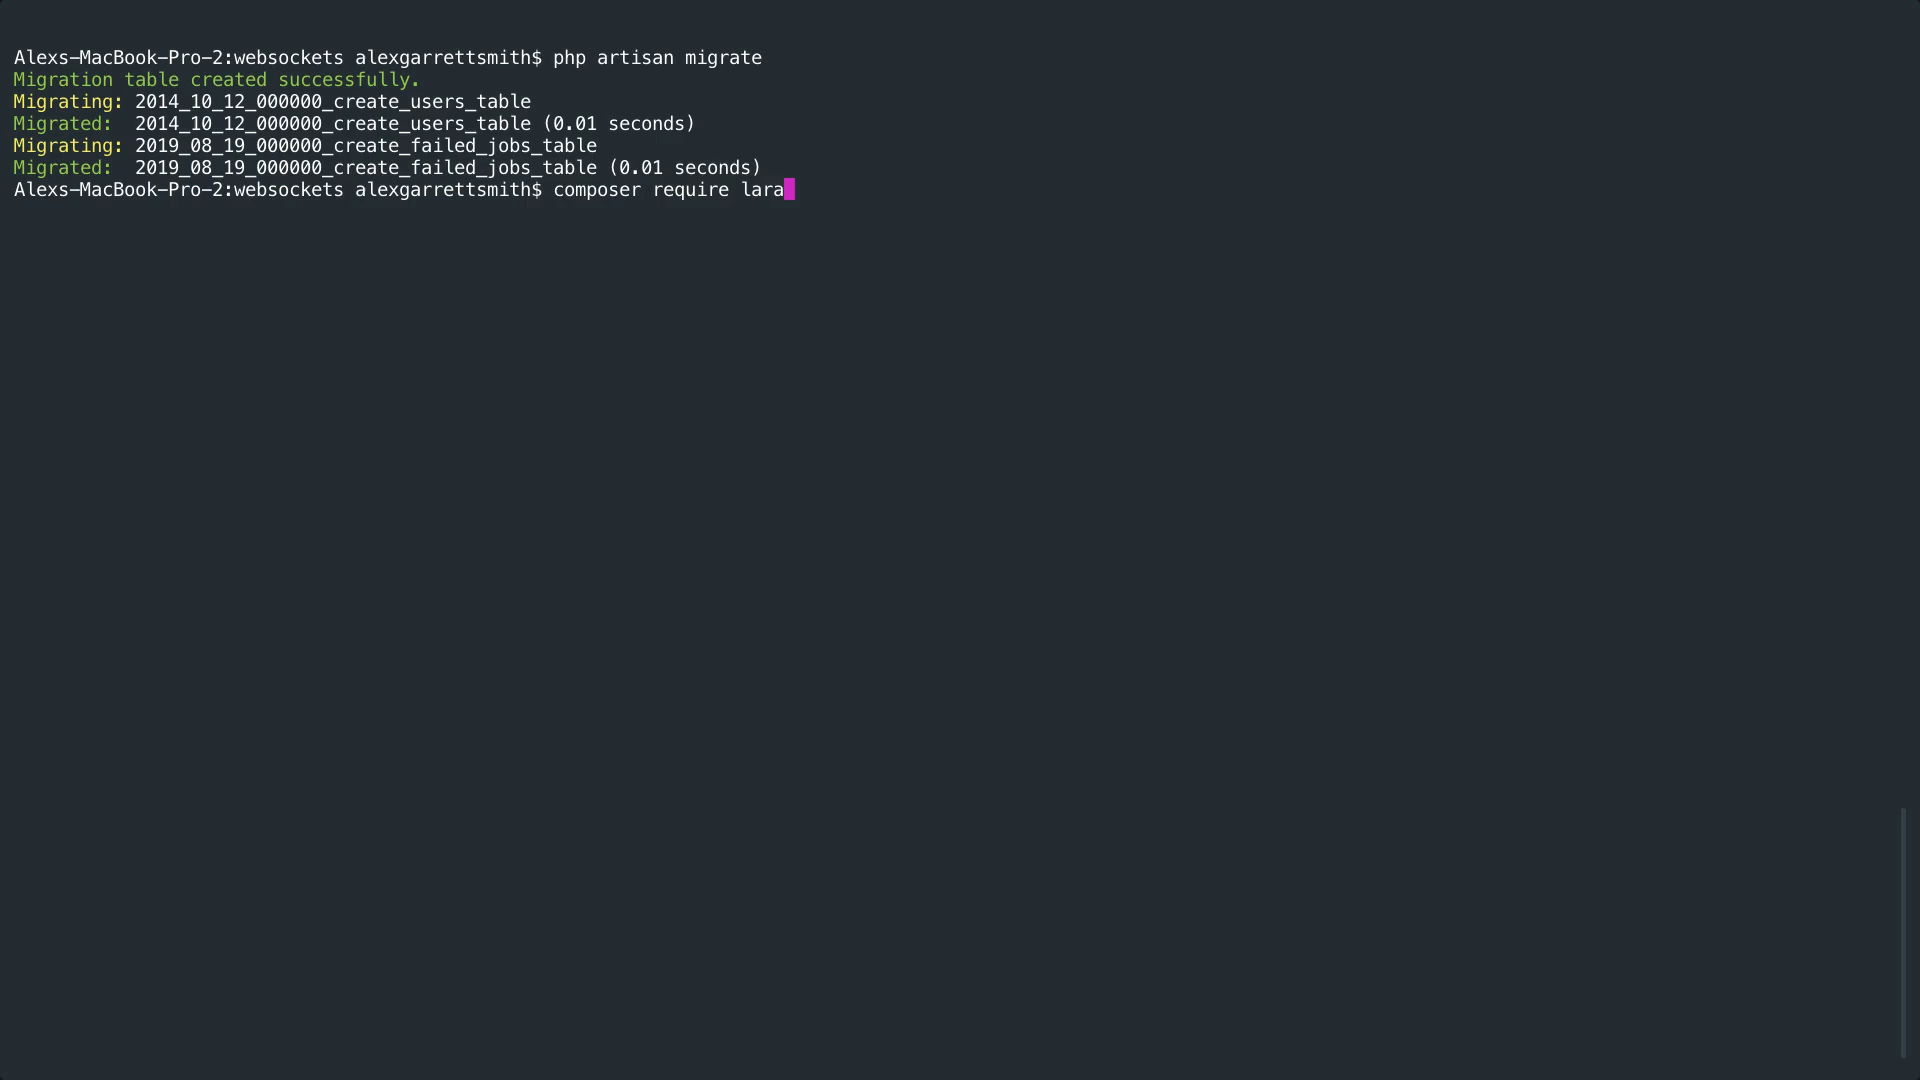 Alexs-MacBook-Pro-2:websockets alexgarrettsmith$ php artisan migrate
Migration table created successfully.
Migrating: 2014_10_12_000000_create_users_table
Migrated:  2014_10_12_000000_create_users_table (0.01 seconds)
Migrating: 2019_08_19_000000_create_failed_jobs_table
Migrated:  2019_08_19_000000_create_failed_jobs_table (0.01 seconds)
Alexs-MacBook-Pro-2:websockets alexgarrettsmith$ composer require lara